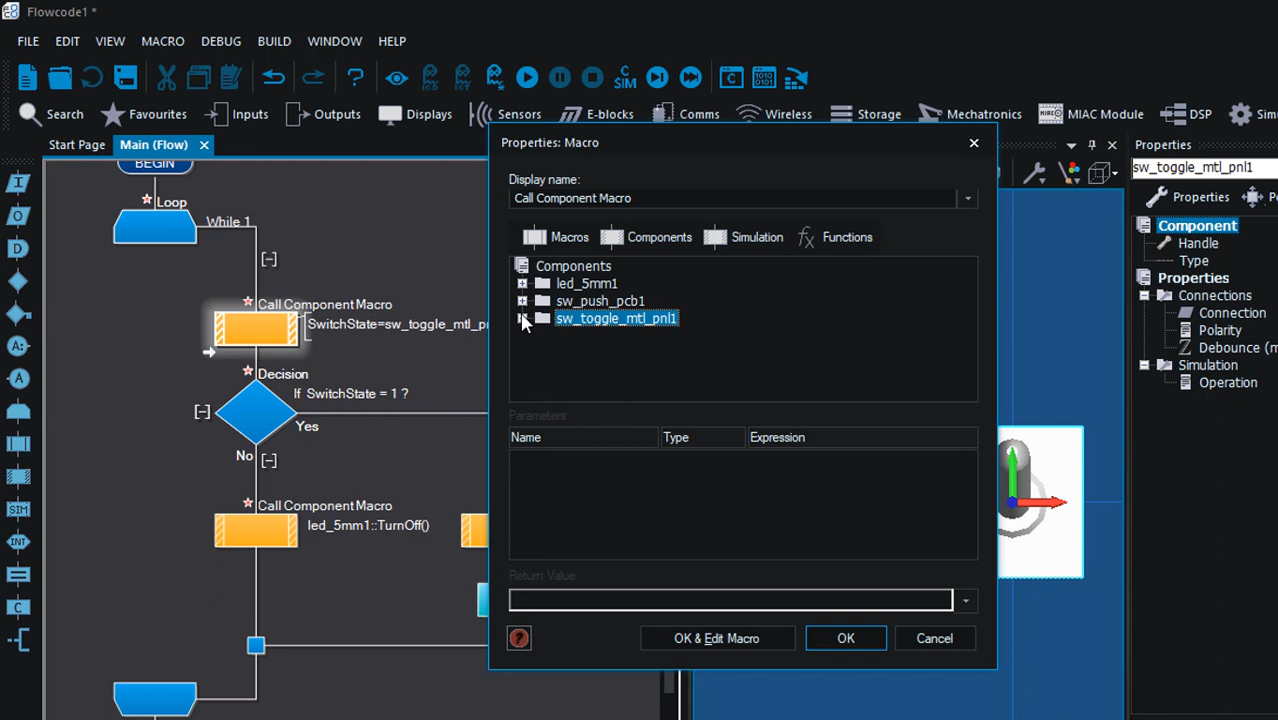 Flowcode1 *
FILE EDIT VIEW MACRO DEBUG BUILD WINDOW HELP
Search Favourites Inputs Outputs Displays Sensors E-blocks Comms Wireless Storage Mechatronics MIAC Module DSP
Start Page Main (Flow)
BEGIN
Loop
While 1
Call Component Macro
SwitchState=sw_toggle_mtl_
Decision
If SwitchState = 1 ?
Yes
No
Call Component Macro
led_5mm1::TurnOff()
Properties: Macro
Display name:
Call Component Macro
Macros Components Simulation Functions
Components
led_5mm1
sw_push_pcb1
sw_toggle_mtl_pnl1
Parameters
Name Type Expression
Return Value
OK & Edit Macro OK Cancel
Properties
sw_toggle_mtl_pnl1
Properties
Component
Handle
Type
Properties
Connections
Connection
Polarity
Debounce (m
Simulation
Operation